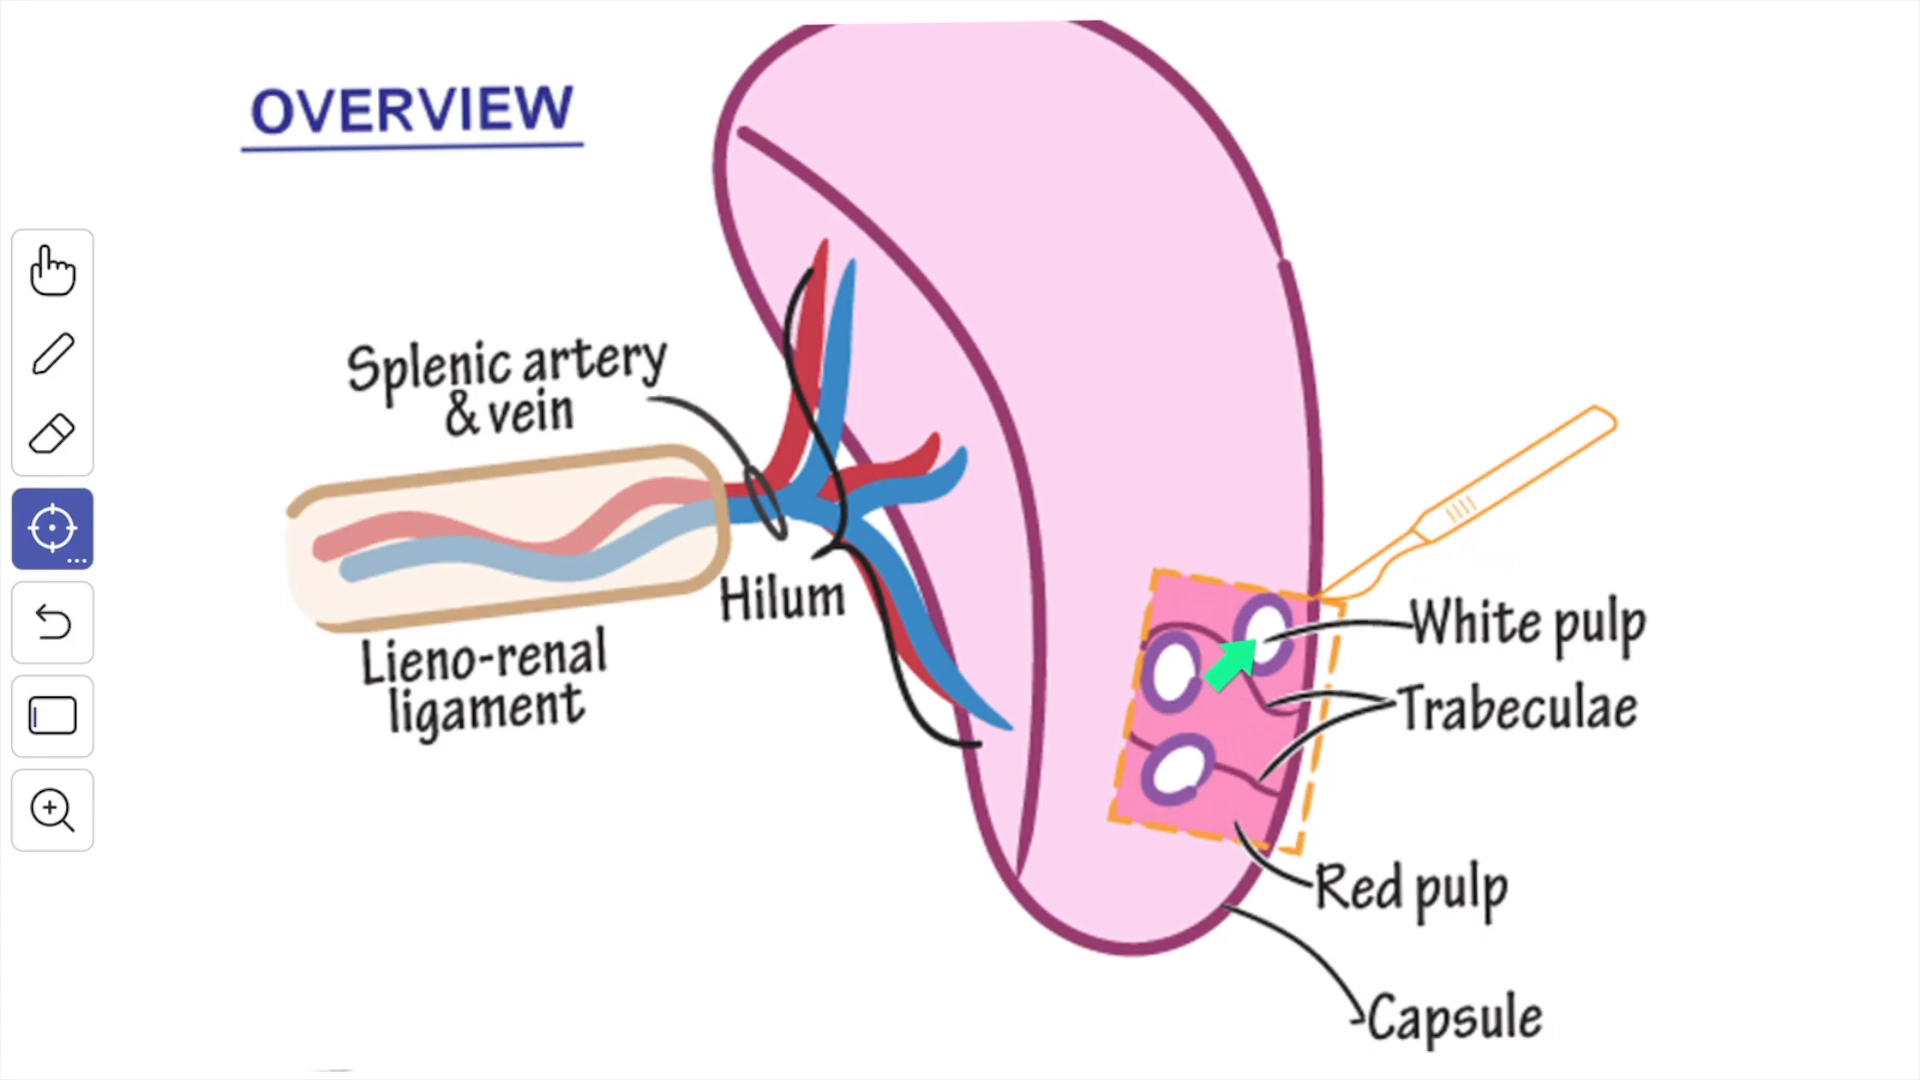 OVERVIEW
Splenic artery
& vein
Hilum
Lieno-renal
ligament
White pulp
Trabeculae
Red pulp
Capsule